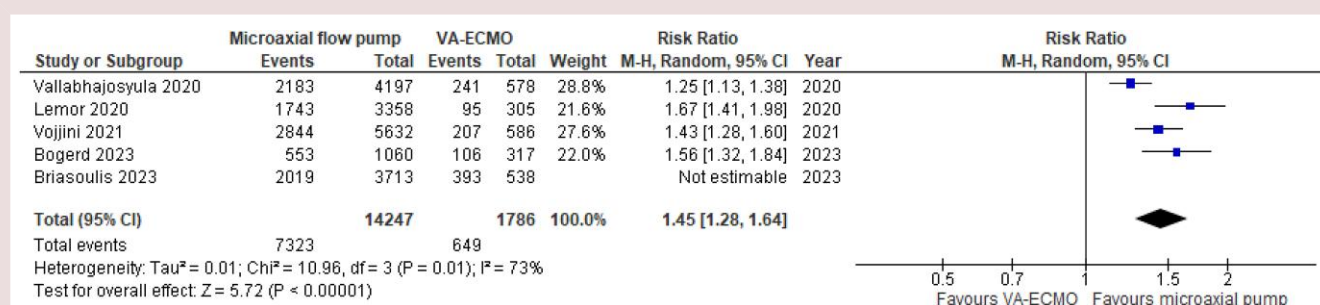 Microaxial flow pump VA-ECMO Risk Ratio Risk Ratio
Study or Subgroup Events Total Events Total Weight M-H, Random, 95% CI Year M-H, Random, 95% CI
Vallabhajosyula 2020 2183 4197 241 578 28.8% 1.25 [1.13, 1.38] 2020
Lemor 2020 1743 3358 95 305 21.6% 1.67 [1.41, 1.98] 2020
Vojjini 2021 2844 5632 207 586 27.6% 1.43 [1.28, 1.60] 2021
Bogerd 2023 553 1060 106 317 22.0% 1.56 [1.32, 1.84] 2023
Briasoulis 2023 2019 3713 393 538 Not estimable 2023
Total (95% CI) 14247 1786 100.0% 1.45 [1.28, 1.64]
Total events 7323 649
Heterogeneity: Tau² = 0.01; Chi² = 10.96, df = 3 (P = 0.01); I² = 73%
Test for overall effect: Z = 5.72 (P < 0.00001)
0.5 0.7 1 1.5 2
Favours VA-ECMO Favours microaxial pump